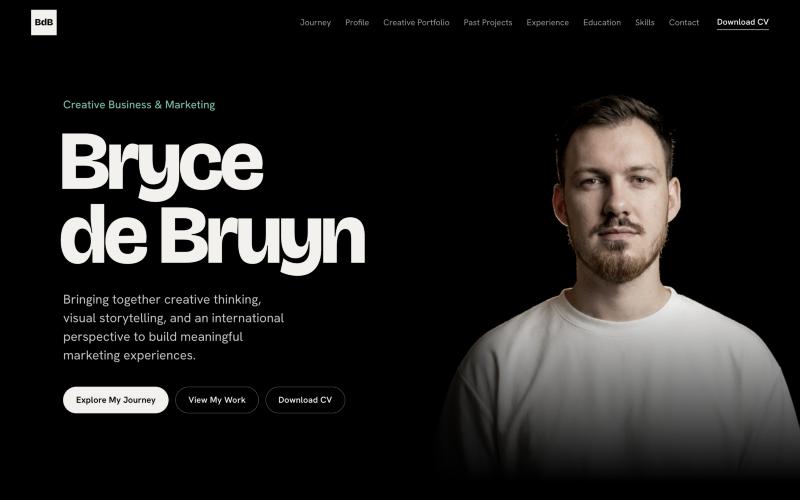 BdB
Journey
Profile
Creative Portfolio
Past Projects
Experience
Education
Skills
Contact
Download CV
Creative Business & Marketing
Bryce
de Bruyn
Bringing together creative thinking,
visual storytelling, and an international
perspective to build meaningful
marketing experiences.
Explore My Journey
View My Work
Download CV